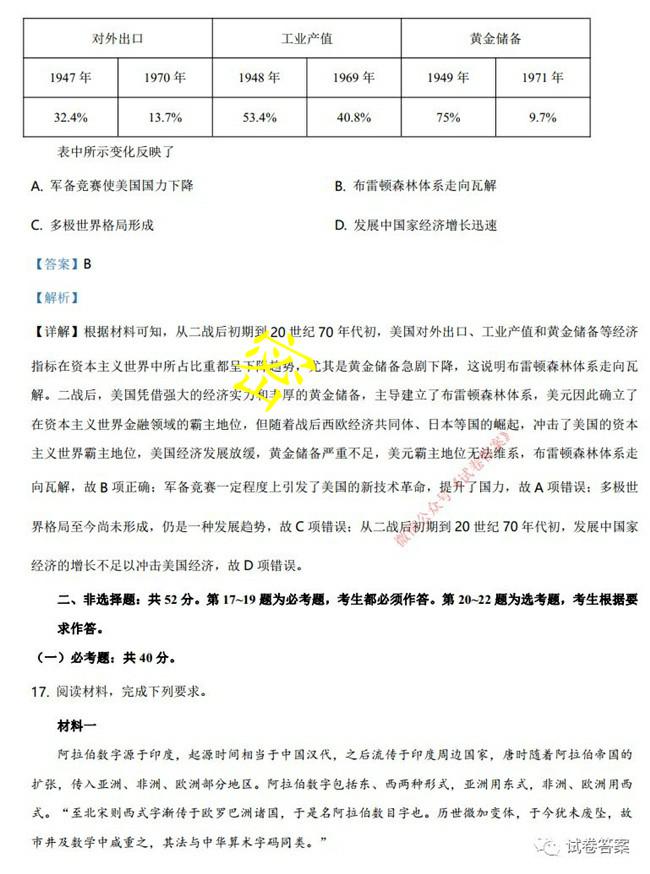 对外出口 工业产值 黄金储备
1947 年 1970 年 1948 年 1969 年 1949 年 1971 年
32.4% 13.7% 53.4% 40.8% 75% 9.7%
表中所示变化反映了
A. 军备竞赛使美国国力下降 B. 布雷顿森林体系走向瓦解
C. 多极世界格局形成 D. 发展中国家经济增长迅速
【答案】B
【解析】
【详解】根据材料可知，从二战后初期到 20 世纪 70 年代初，美国对外出口、工业产值和黄金储备等经济
指标在资本主义世界中所占比重都呈下降趋势，尤其是黄金储备急剧下降，这说明布雷顿森林体系走向瓦
解。二战后，美国凭借强大的经济实力和丰厚的黄金储备，主导建立了布雷顿森林体系，美元因此确立了
在资本主义世界金融领域的霸主地位，但随着战后西欧经济共同体、日本等国的崛起，冲击了美国的资本
主义世界霸主地位，美国经济发展放缓，黄金储备严重不足，美元霸主地位无法维系，布雷顿森林体系走
向瓦解，故 B 项正确；军备竞赛一定程度上引发了美国的新技术革命，提升了国力，故 A 项错误；多极世
界格局至今尚未形成，仍是一种发展趋势，故 C 项错误；从二战后初期到 20 世纪 70 年代初，发展中国家
经济的增长不足以冲击美国经济，故 D 项错误。
密
微信公众号《试卷答案》
二、非选择题：共 52 分。第 17~19 题为必考题，考生都必须作答。第 20~22 题为选考题，考生根据要
求作答。
（一）必考题：共 40 分。
17. 阅读材料，完成下列要求。
材料一
阿拉伯数字源于印度，起源时间相当于中国汉代，之后流传于印度周边国家，唐时随着阿拉伯帝国的
扩张，传入亚洲、非洲、欧洲部分地区。阿拉伯数字包括东、西两种形式，亚洲用东式，非洲、欧洲用西
式。“至北宋则西式字渐传于欧罗巴洲诸国，于是名阿拉伯数目字也。历世微加变体，于今犹未废坠，故
市井及数学中咸重之，其法与中华算术字码同类。”
试卷答案